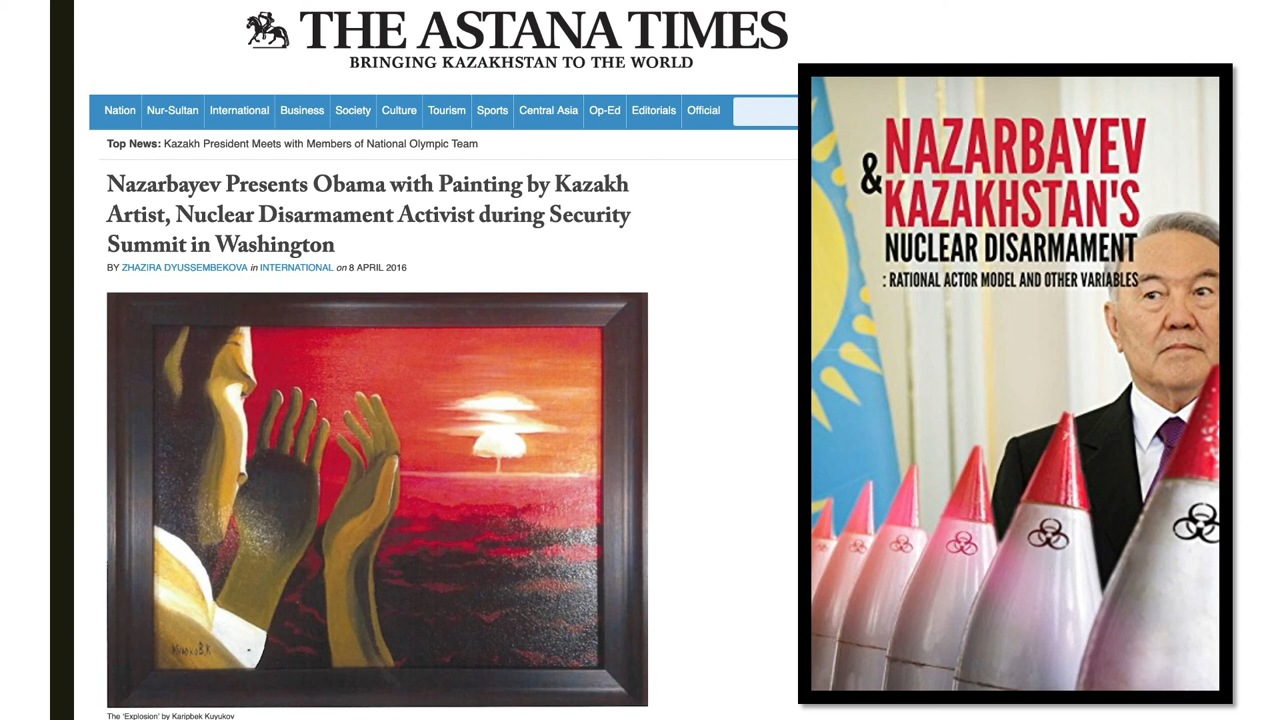 THE ASTANA TIMES
BRINGING KAZAKHSTAN TO THE WORLD
Nation Nur-Sultan International Business Society Culture Tourism Sports Central Asia Op-Ed Editorials Official
Top News: Kazakh President Meets with Members of National Olympic Team
Nazarbayev Presents Obama with Painting by Kazakh
Artist, Nuclear Disarmament Activist during Security
Summit in Washington
BY ZHAZIRA DYUSSEMBEKOVA in INTERNATIONAL on 8 APRIL 2016
The 'Explosion' by Karipbek Kuyukov
NAZARBAYEV
& KAZAKHSTAN'S
NUCLEAR DISARMAMENT
: RATIONAL ACTOR MODEL AND OTHER VARIABLES